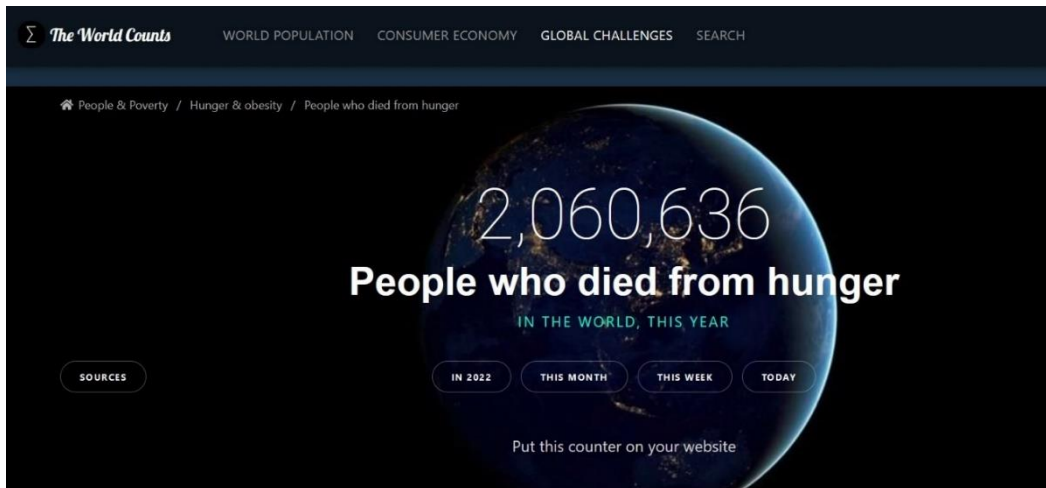 Σ The World Counts WORLD POPULATION CONSUMER ECONOMY GLOBAL CHALLENGES SEARCH
People & Poverty / Hunger & obesity / People who died from hunger
2,060,636
People who died from hunger
IN THE WORLD, THIS YEAR
SOURCES IN 2022 THIS MONTH THIS WEEK TODAY
Put this counter on your website